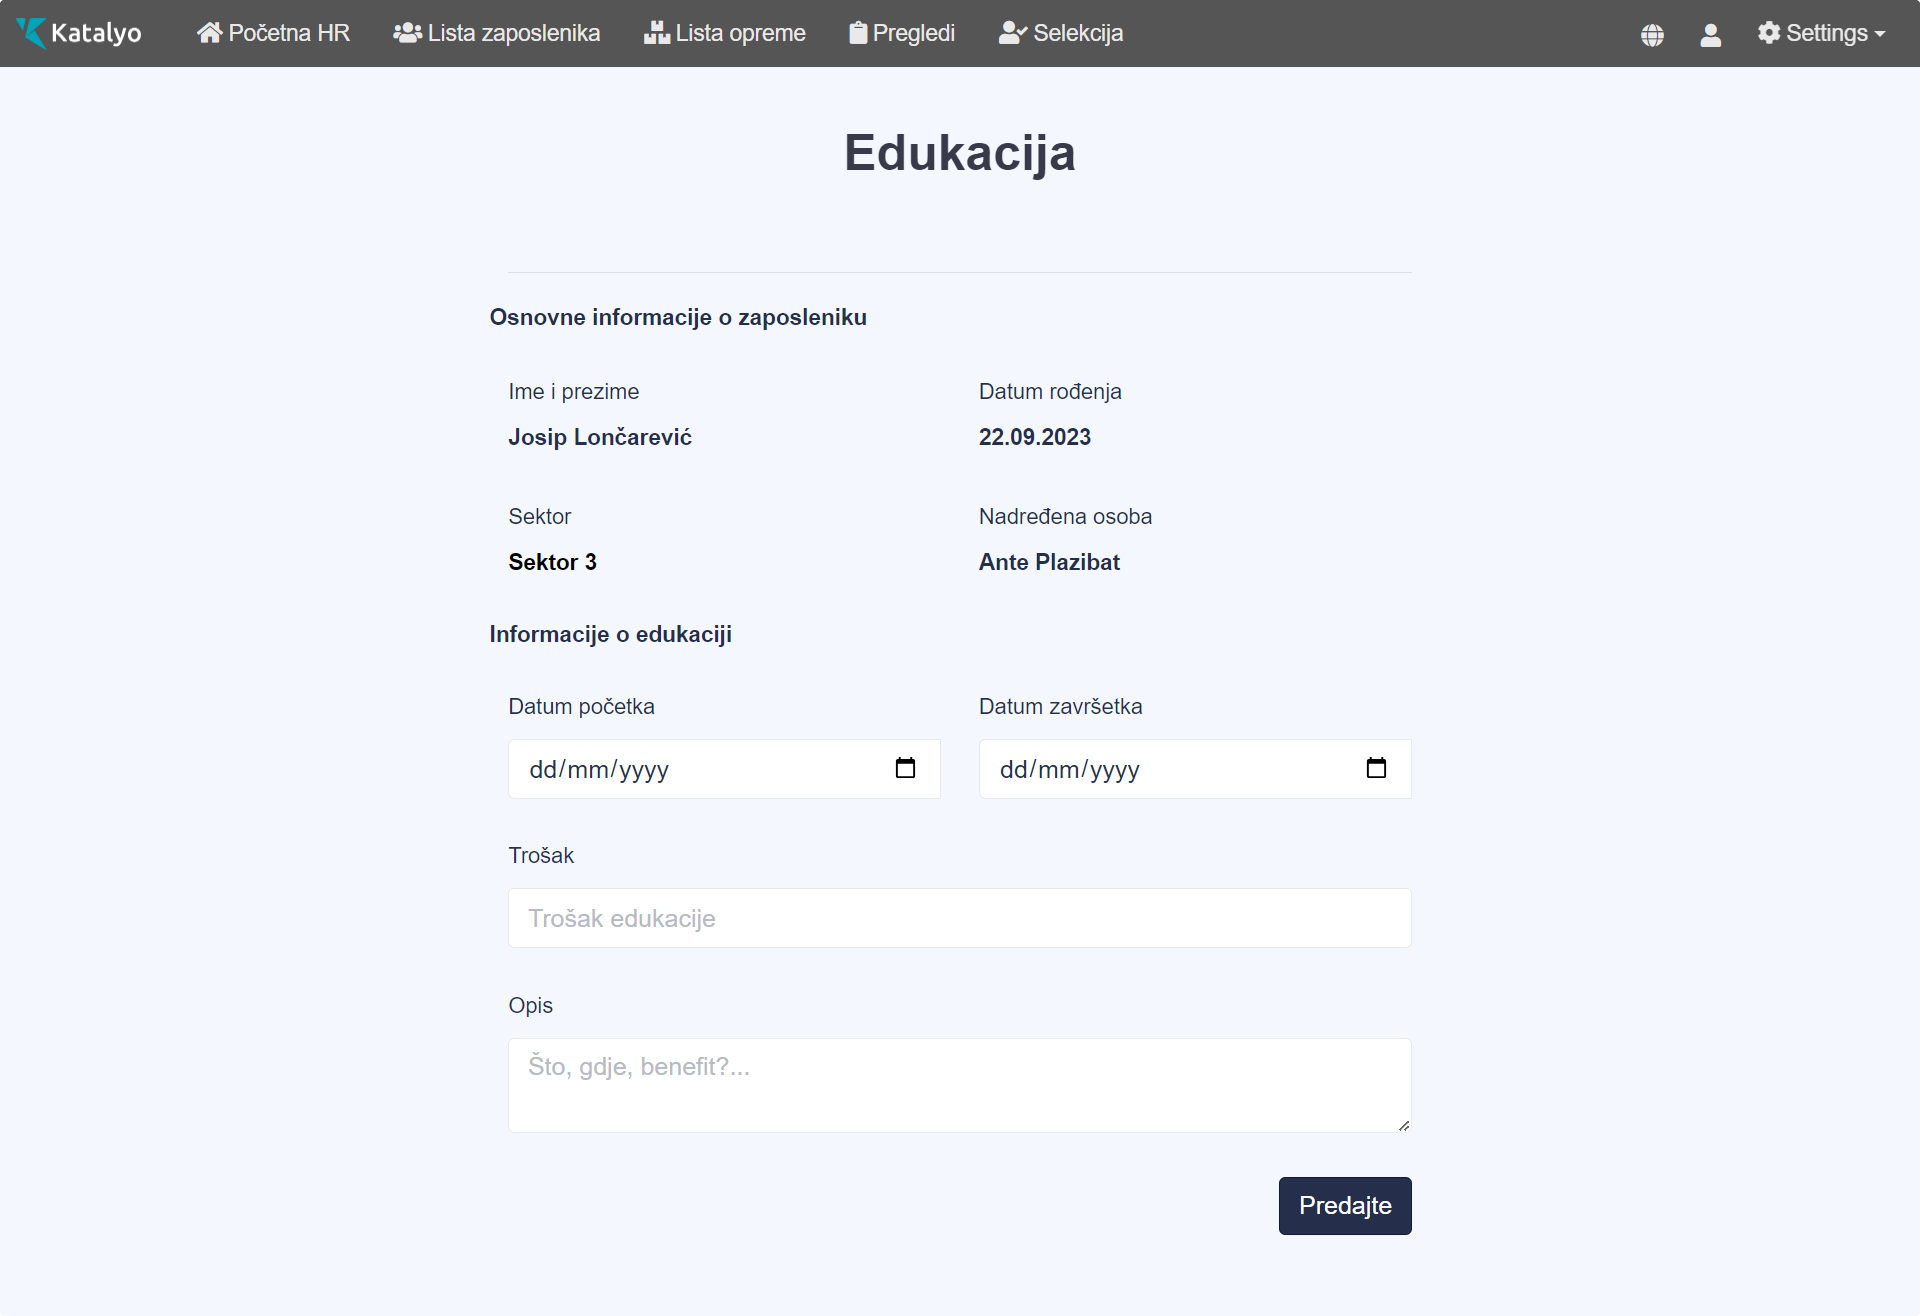 Katalyo Početna HR Lista zaposlenika Lista opreme Pregledi Selekcija Settings
Edukacija
Osnovne informacije o zaposleniku
Ime i prezime Datum rođenja
Josip Lončarević 22.09.2023
Sektor Nadređena osoba
Sektor 3 Ante Plazibat
Informacije o edukaciji
Datum početka Datum završetka
dd/mm/yyyy dd/mm/yyyy
Trošak
Trošak edukacije
Opis
Što, gdje, benefit?...
Predajte